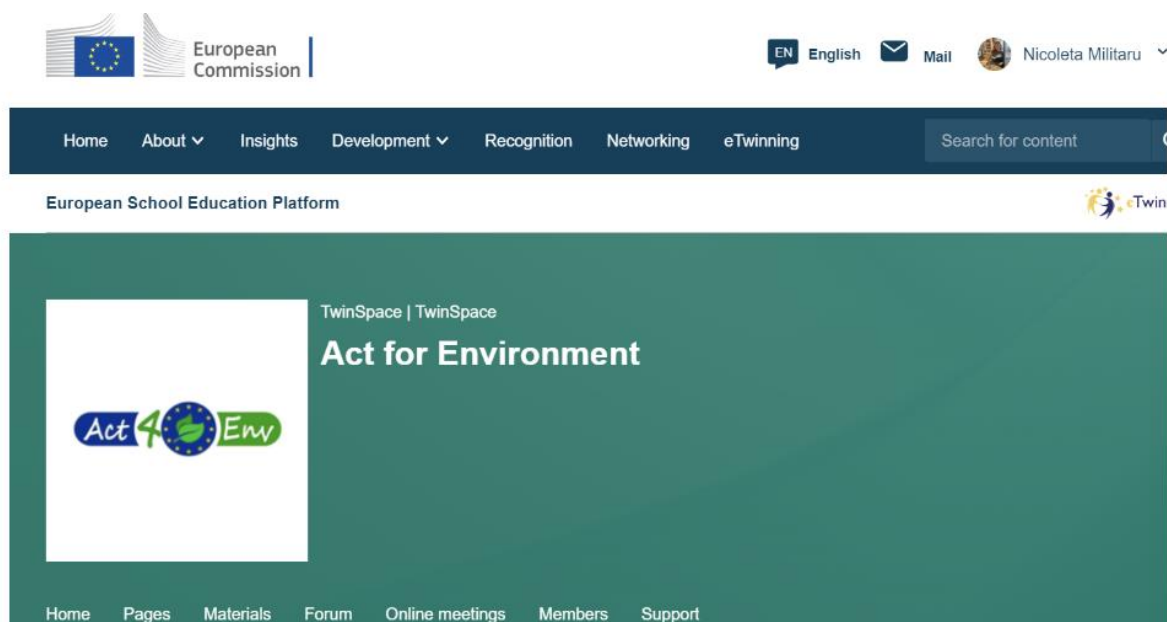 European
Commission
EN English Mail Nicoleta Militaru
Home About Insights Development Recognition Networking eTwinning Search for content
European School Education Platform
eTwin
TwinSpace | TwinSpace
Act for Environment
Act 4 Env
Home Pages Materials Forum Online meetings Members Support